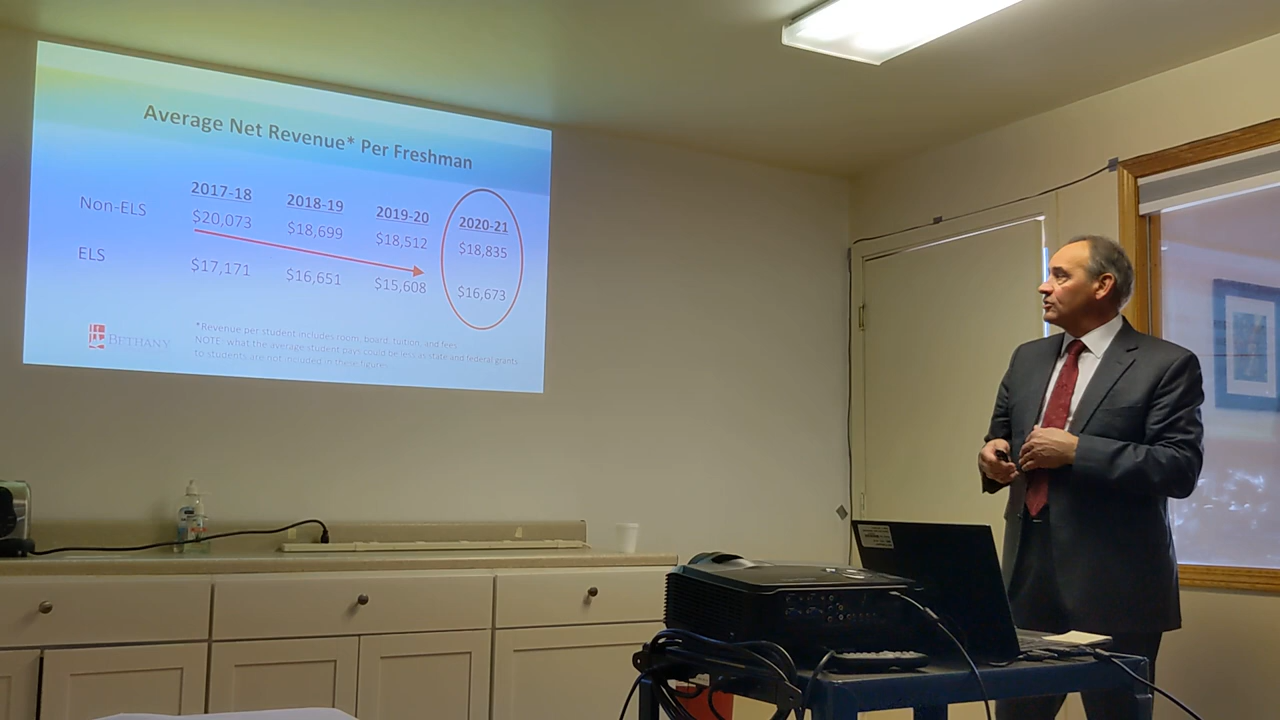 Average Net Revenue* Per Freshman
2017-18 2018-19 2019-20 2020-21
Non-ELS $20,073 $18,699 $18,512 $18,835
ELS $17,171 $16,651 $15,608 $16,673
*Revenue per student includes room, board, tuition, and fees.
NOTE: what the average student pays could be less as state and federal grants
to students are not included in these figures
BETHANY